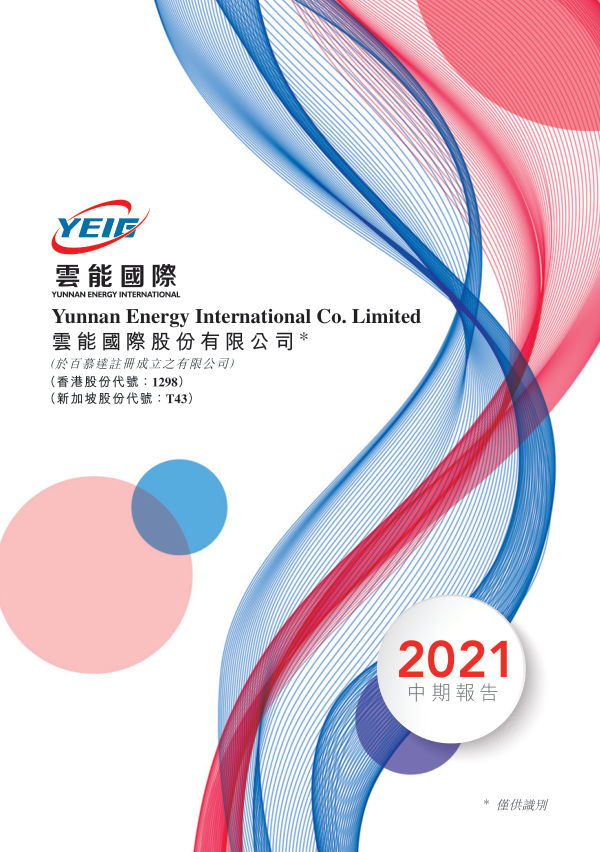 YEIG
雲能國際
YUNNAN ENERGY INTERNATIONAL
Yunnan Energy International Co. Limited
雲能國際股份有限公司*
(於百慕達註冊成立之有限公司)
(香港股份代號：1298)
(新加坡股份代號：T43)
2021
中期報告
* 僅供識別